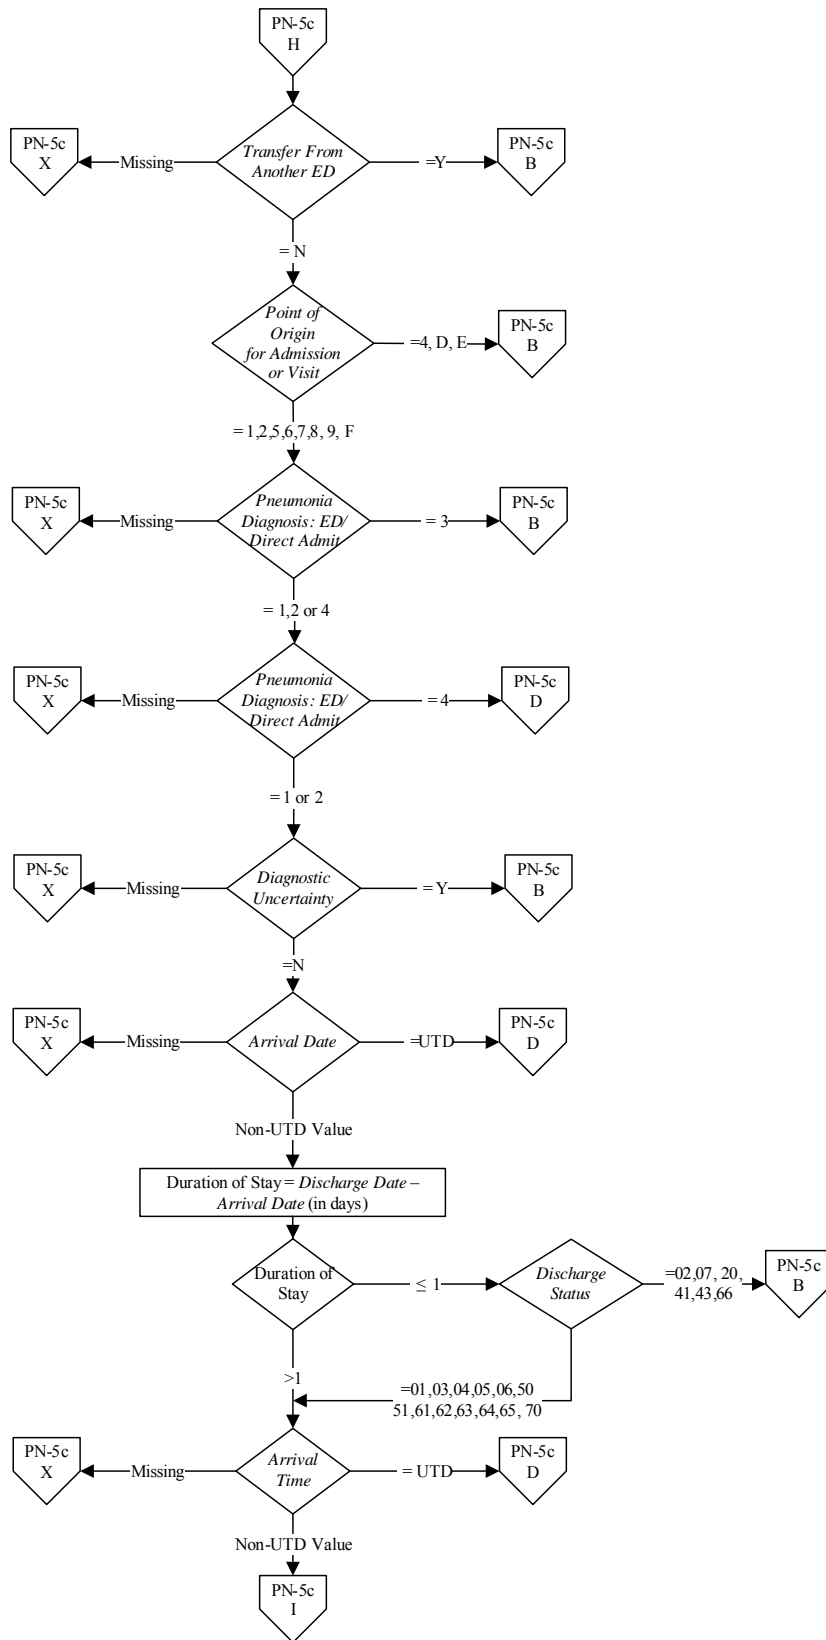 PN-5c
H
PN-5c
X
Missing
Transfer From
Another ED
=Y
PN-5c
B
= N
Point of
Origin
for Admission
or Visit
=4, D, E
PN-5c
B
= 1,2,5,6,7,8, 9, F
PN-5c
X
Missing
Pneumonia
Diagnosis: ED/
Direct Admit
= 3
PN-5c
B
= 1,2 or 4
PN-5c
X
Missing
Pneumonia
Diagnosis: ED/
Direct Admit
= 4
PN-5c
D
= 1 or 2
PN-5c
X
Missing
Diagnostic
Uncertainty
= Y
PN-5c
B
=N
PN-5c
X
Missing
Arrival Date
=UTD
PN-5c
D
Non-UTD Value
Duration of Stay = Discharge Date –
Arrival Date (in days)
Duration of
Stay
≤ 1
Discharge
Status
=02,07, 20,
41,43,66
PN-5c
B
>1
=01,03,04,05,06,50
51,61,62,63,64,65, 70
PN-5c
X
Missing
Arrival
Time
= UTD
PN-5c
D
Non-UTD Value
PN-5c
I